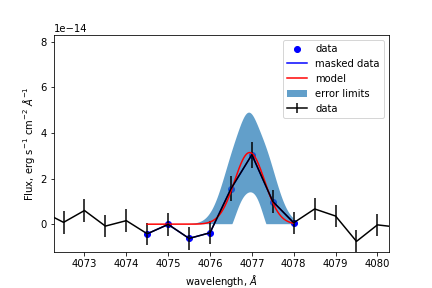 1e−14
data
masked data
model
error limits
data
8
6
4
2
0
Flux, erg s⁻¹ cm⁻² Å⁻¹
4073 4074 4075 4076 4077 4078 4079 4080
wavelength, Å